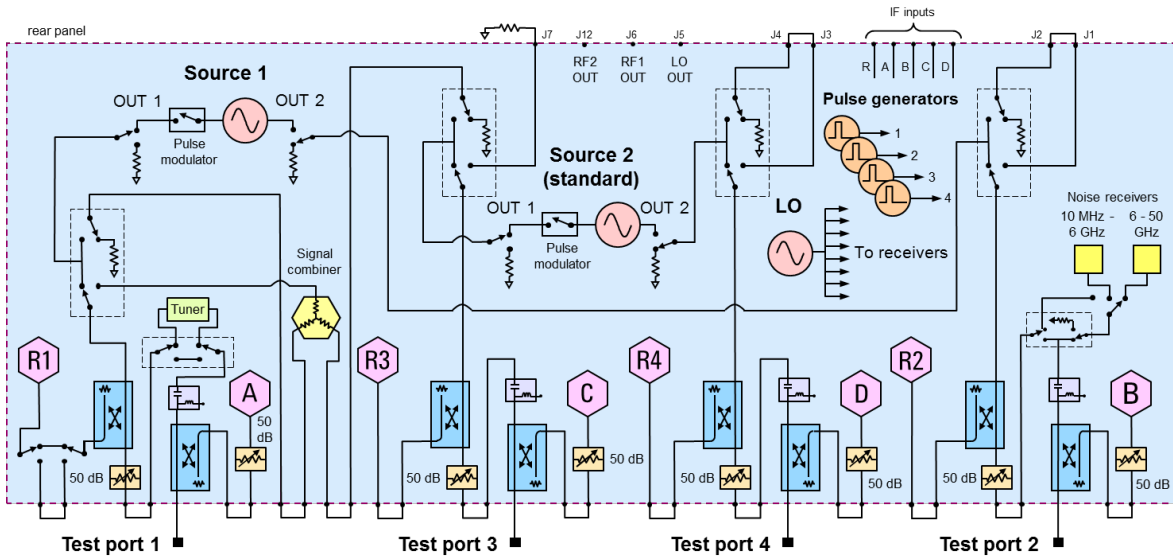 rear panel
J7
J12
J6
J5
J4
J3
IF inputs
J2
J1
RF2
OUT
RF1
OUT
LO
OUT
R
A
B
C
D
Source 1
OUT 1
OUT 2
Pulse
modulator
Source 2
(standard)
OUT 1
OUT 2
Pulse
modulator
Pulse generators
1
2
3
4
LO
To receivers
Noise receivers
10 MHz -
6 GHz
6 - 50
GHz
Signal
combiner
Tuner
R1
A
R3
C
R4
D
R2
B
50
dB
50 dB
50 dB
50 dB
50 dB
50 dB
50 dB
50 dB
Test port 1
Test port 3
Test port 4
Test port 2